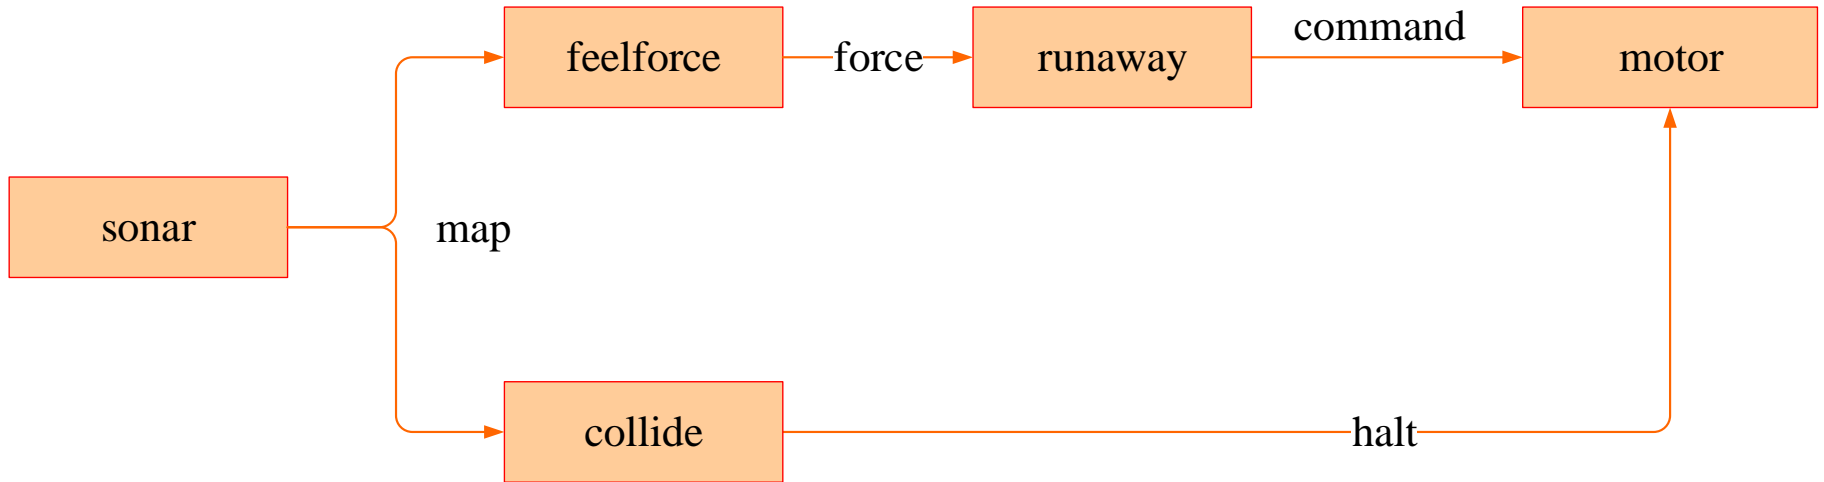 command
feelforce
force
runaway
motor
sonar
map
collide
halt